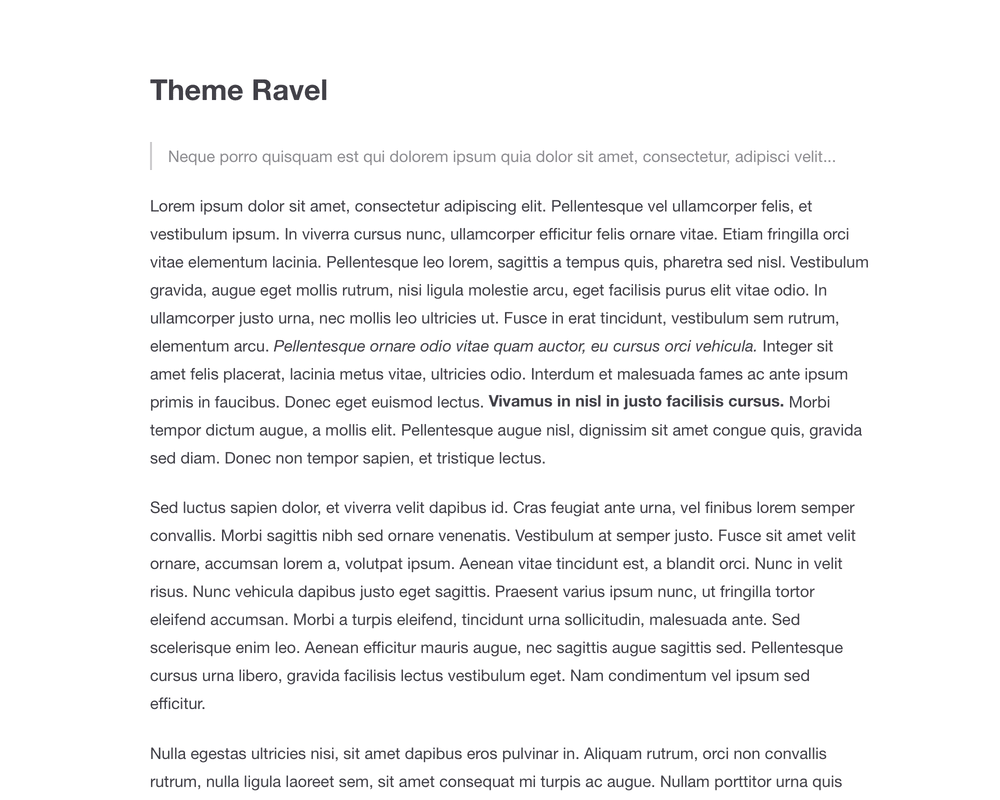 Theme Ravel
Neque porro quisquam est qui dolorem ipsum quia dolor sit amet, consectetur, adipisci velit...
Lorem ipsum dolor sit amet, consectetur adipiscing elit. Pellentesque vel ullamcorper felis, et
vestibulum ipsum. In viverra cursus nunc, ullamcorper efficitur felis ornare vitae. Etiam fringilla orci
vitae elementum lacinia. Pellentesque leo lorem, sagittis a tempus quis, pharetra sed nisl. Vestibulum
gravida, augue eget mollis rutrum, nisi ligula molestie arcu, eget facilisis purus elit vitae odio. In
ullamcorper justo urna, nec mollis leo ultricies ut. Fusce in erat tincidunt, vestibulum sem rutrum,
elementum arcu. Pellentesque ornare odio vitae quam auctor, eu cursus orci vehicula. Integer sit
amet felis placerat, lacinia metus vitae, ultricies odio. Interdum et malesuada fames ac ante ipsum
primis in faucibus. Donec eget euismod lectus. Vivamus in nisl in justo facilisis cursus. Morbi
tempor dictum augue, a mollis elit. Pellentesque augue nisl, dignissim sit amet congue quis, gravida
sed diam. Donec non tempor sapien, et tristique lectus.
Sed luctus sapien dolor, et viverra velit dapibus id. Cras feugiat ante urna, vel finibus lorem semper
convallis. Morbi sagittis nibh sed ornare venenatis. Vestibulum at semper justo. Fusce sit amet velit
ornare, accumsan lorem a, volutpat ipsum. Aenean vitae tincidunt est, a blandit orci. Nunc in velit
risus. Nunc vehicula dapibus justo eget sagittis. Praesent varius ipsum nunc, ut fringilla tortor
eleifend accumsan. Morbi a turpis eleifend, tincidunt urna sollicitudin, malesuada ante. Sed
scelerisque enim leo. Aenean efficitur mauris augue, nec sagittis augue sagittis sed. Pellentesque
cursus urna libero, gravida facilisis lectus vestibulum eget. Nam condimentum vel ipsum sed
efficitur.
Nulla egestas ultricies nisi, sit amet dapibus eros pulvinar in. Aliquam rutrum, orci non convallis
rutrum, nulla ligula laoreet sem, sit amet consequat mi turpis ac augue. Nullam porttitor urna quis